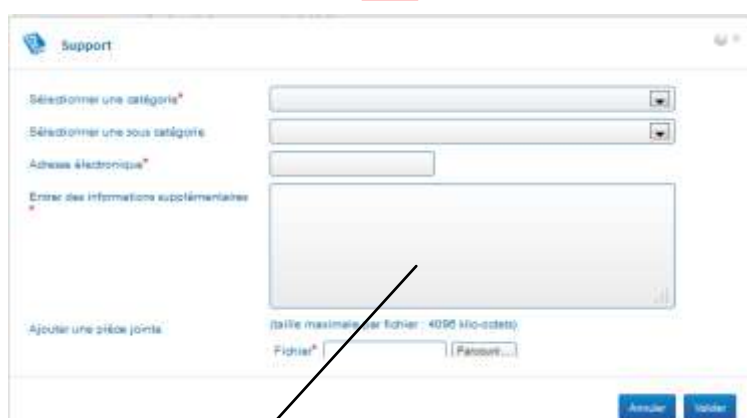 Support
Sélectionner une catégorie*
Sélectionner une sous catégorie
Adresse électronique*
Entrer des informations supplémentaires
*
Ajouter une pièce jointe
(taille maximale par fichier : 4096 kilo-octets)
Fichier*
Parcourir...
Annuler
Valider